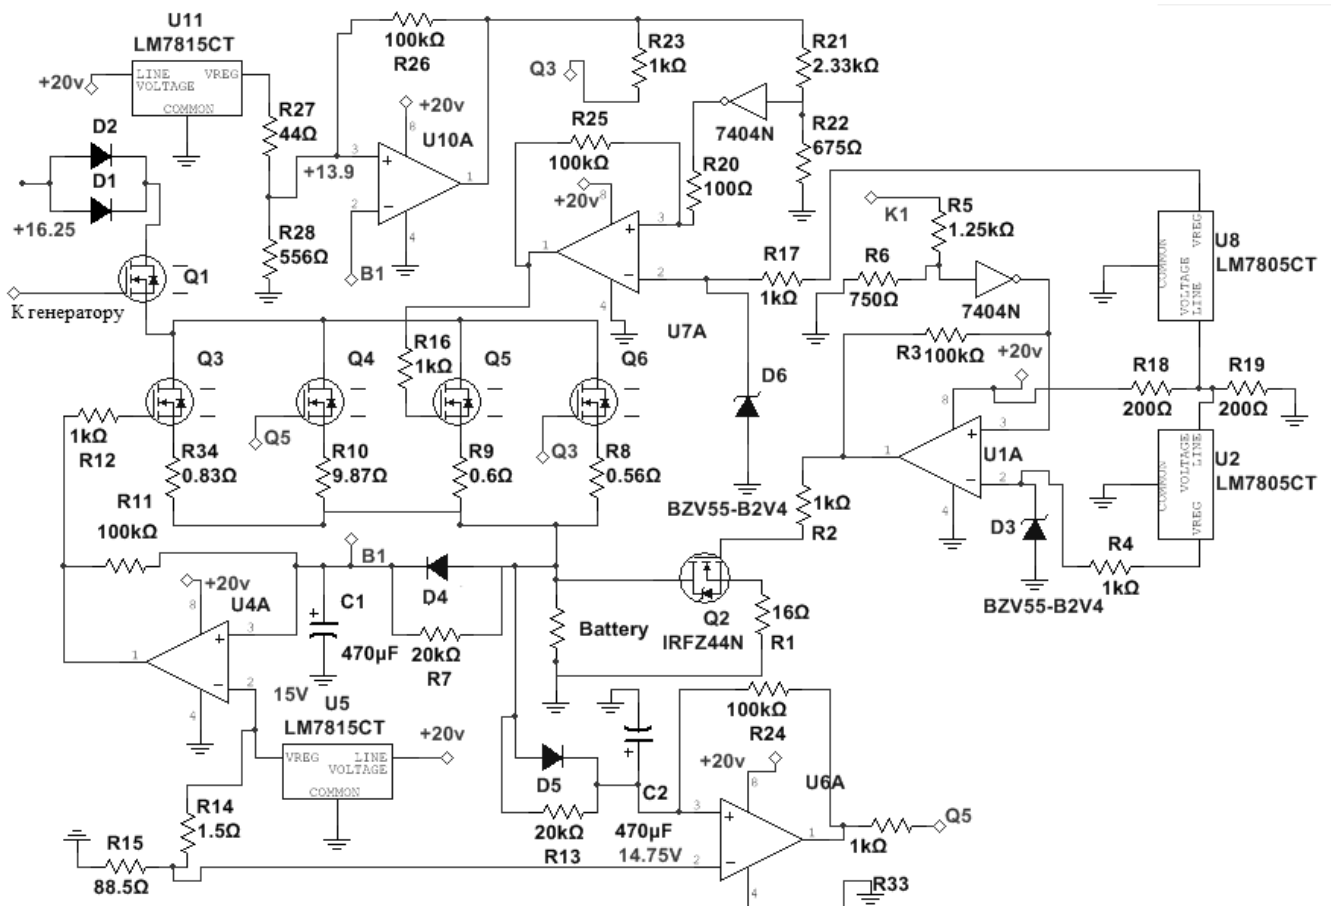 U11
LM7815CT
+20v
LINE VREG
VOLTAGE
COMMON
R27
44Ω
100kΩ
R26
+20v
8
U10A
3
1
2
4
+13.9
B1
R28
556Ω
D2
D1
+16.25
Q1
К генератору
R23
1kΩ
Q3
R21
2.33kΩ
7404N
R22
675Ω
R25
100kΩ
R20
100Ω
+20v
8
3
1
2
4
U7A
R17
1kΩ
K1
R5
1.25kΩ
R6
750Ω
7404N
COMMON
VREG
VOLTAGE
LINE
U8
LM7805CT
R3
100kΩ
+20v
R18
200Ω
R19
200Ω
8
3
1
2
4
U1A
COMMON
VOLTAGE
LINE
VREG
U2
LM7805CT
D3
BZV55-B2V4
R4
1kΩ
D6
BZV55-B2V4
1kΩ
R2
Q3
Q4
R16
1kΩ
Q5
Q6
1kΩ
R12
Q5
Q3
R34
0.83Ω
R10
9.87Ω
R9
0.6Ω
R8
0.56Ω
R11
100kΩ
B1
+20v
8
U4A
3
1
2
4
C1
470µF
D4
20kΩ
R7
Battery
Q2
IRFZ44N
16Ω
R1
15V
U5
LM7815CT
+20v
VREG LINE
VOLTAGE
COMMON
R14
1.5Ω
R15
88.5Ω
D5
20kΩ
R13
C2
470µF
14.75V
100kΩ
R24
+20v
8
U6A
3
1
2
4
1kΩ
Q5
R33